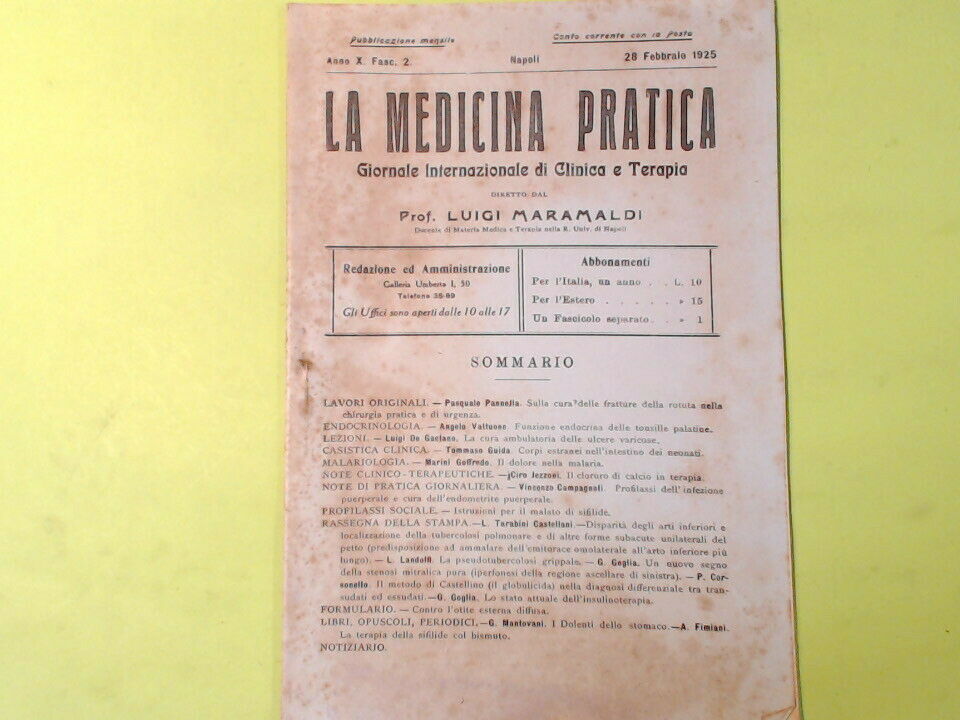 Pubblicazione mensile
Conto corrente con la Posta
Anno X. Fasc. 2. Napoli 28 Febbraio 1925
LA MEDICINA PRATICA
Giornale Internazionale di Clinica e Terapia
DIRETTO DAL
Prof. LUIGI MARAMALDI
Docente di Materia Medica e Terapia nella R. Univ. di Napoli
Redazione ed Amministrazione
Galleria Umberto I, 50
Telefono 38-89
Gli Uffici sono aperti dalle 10 alle 17
Abbonamenti
Per l'Italia, un anno . . L. 10
Per l'Estero . . . . . » 15
Un Fascicolo separato. . » 1
SOMMARIO
LAVORI ORIGINALI. — Pasquale Pannella. Sulla cura delle fratture della rotula nella
chirurgia pratica e di urgenza.
ENDOCRINOLOGIA. — Angelo Vattuone. Funzione endocrina delle tonsille palatine.
LEZIONI. — Luigi De Gaetano. La cura ambulatoria delle ulcere varicose.
CASISTICA CLINICA. — Tommaso Guida. Corpi estranei nell'intestino dei neonati.
MALARIOLOGIA. — Marini Goffredo. Il dolore nella malaria.
NOTE CLINICO-TERAPEUTICHE. — Ciro Iezzoni. Il cloruro di calcio in terapia.
NOTE DI PRATICA GIORNALIERA. — Vincenzo Campagnoli. Profilassi dell'infezione
puerperale e cura dell'endometrite puerperale.
PROFILASSI SOCIALE. — Istruzioni per il malato di sifilide.
RASSEGNA DELLA STAMPA.—L. Tarabini Castellani.—Disparità degli arti inferiori e
localizzazione della tubercolosi polmonare e di altre forme subacute unilaterali del
petto (predisposizione ad ammalare dell'emitorace omolaterale all'arto inferiore più
lungo). — L. Landolfi. La pseudotubercolosi grippale. — G. Goglia. Un nuovo segno
della stenosi mitralica pura (iperfonesi della regione ascellare di sinistra). — P. Cor-
sonello. Il metodo di Castellino (il globulicida) nella diagnosi differenziale tra tran-
sudati ed essudati.—G. Goglia. Lo stato attuale dell'insulinoterapia.
FORMULARIO. — Contro l'otite esterna diffusa.
LIBRI, OPUSCOLI, PERIODICI.—G. Mantovani. I Dolenti dello stomaco.—A. Fimiani.
La terapia della sifilide col bismuto.
NOTIZIARIO.